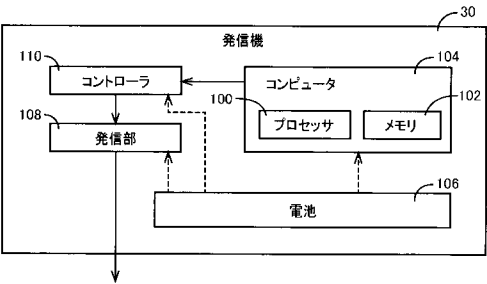 30
発信機
110
104
コントローラ
コンピュータ
100
102
プロセッサ
メモリ
108
発信部
106
電池